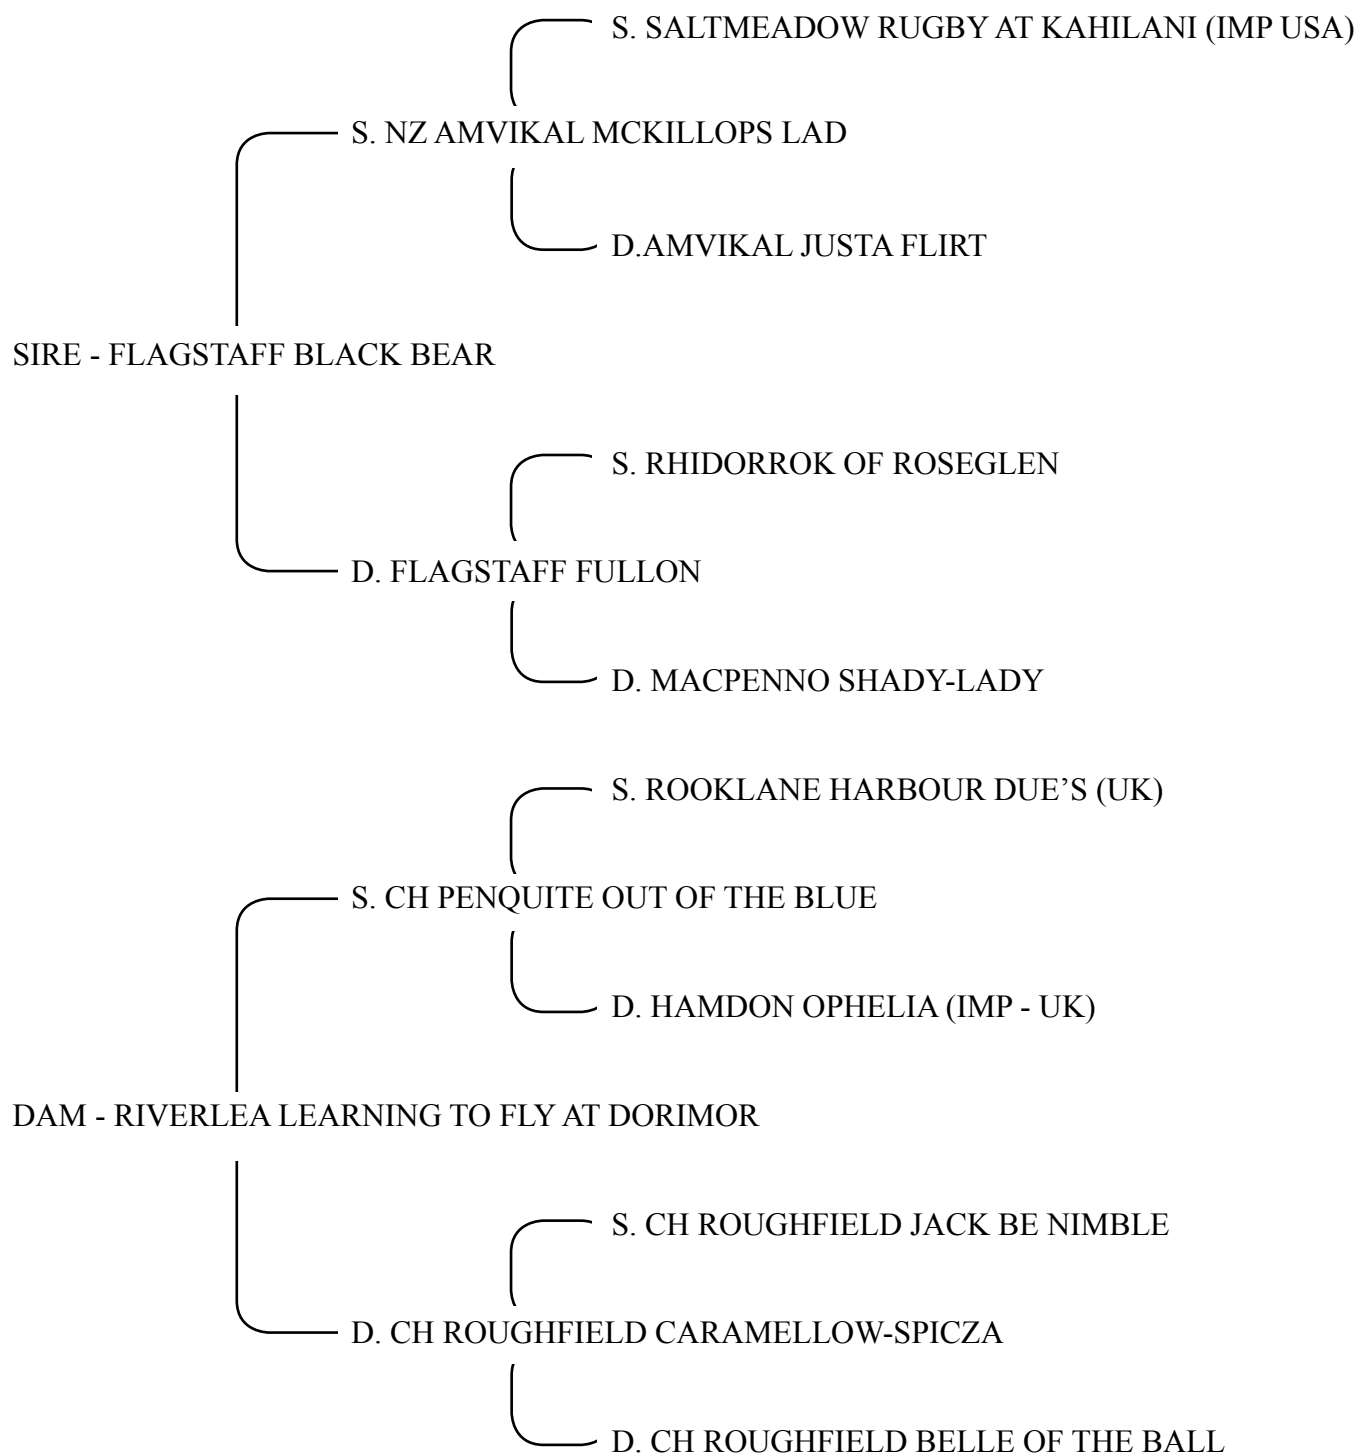 S. SALTMEADOW RUGBY AT KAHILANI (IMP USA)
S. NZ AMVIKAL MCKILLOPS LAD
D.AMVIKAL JUSTA FLIRT
SIRE - FLAGSTAFF BLACK BEAR
S. RHIDORROK OF ROSEGLEN
D. FLAGSTAFF FULLON
D. MACPENNO SHADY-LADY
S. ROOKLANE HARBOUR DUE’S (UK)
S. CH PENQUITE OUT OF THE BLUE
D. HAMDON OPHELIA (IMP - UK)
DAM - RIVERLEA LEARNING TO FLY AT DORIMOR
S. CH ROUGHFIELD JACK BE NIMBLE
D. CH ROUGHFIELD CARAMELLOW-SPICZA
D. CH ROUGHFIELD BELLE OF THE BALL